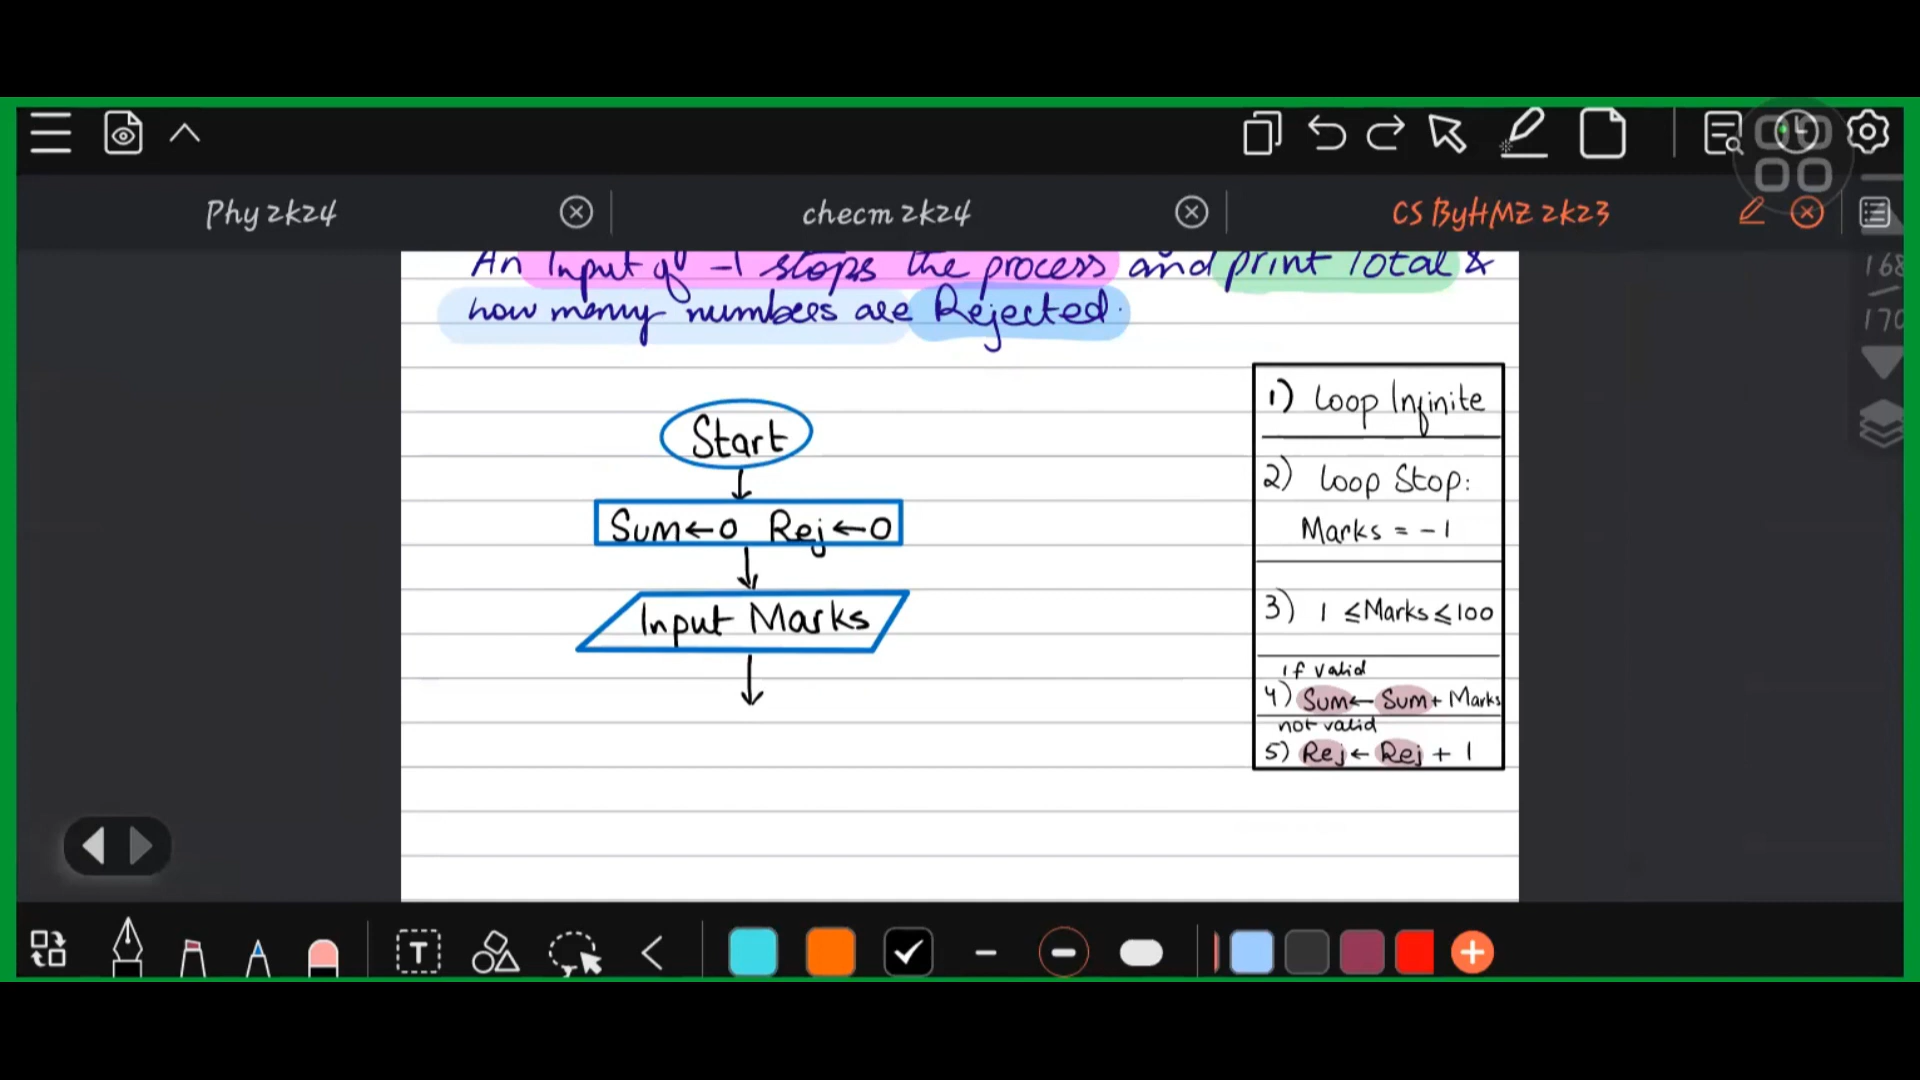 Phy 2k24
checm 2k24
CS ByHMZ 2k23
An Input of -1 stops the process and print Total &
how many numbers are Rejected.
168
170
Start
Sum←0 Rej←0
Input Marks
1) Loop Infinite
2) Loop Stop:
Marks = -1
3) 1 ≤Marks≤100
if valid
4) Sum← Sum+ Marks
not valid
5) Rej← Rej + 1
T